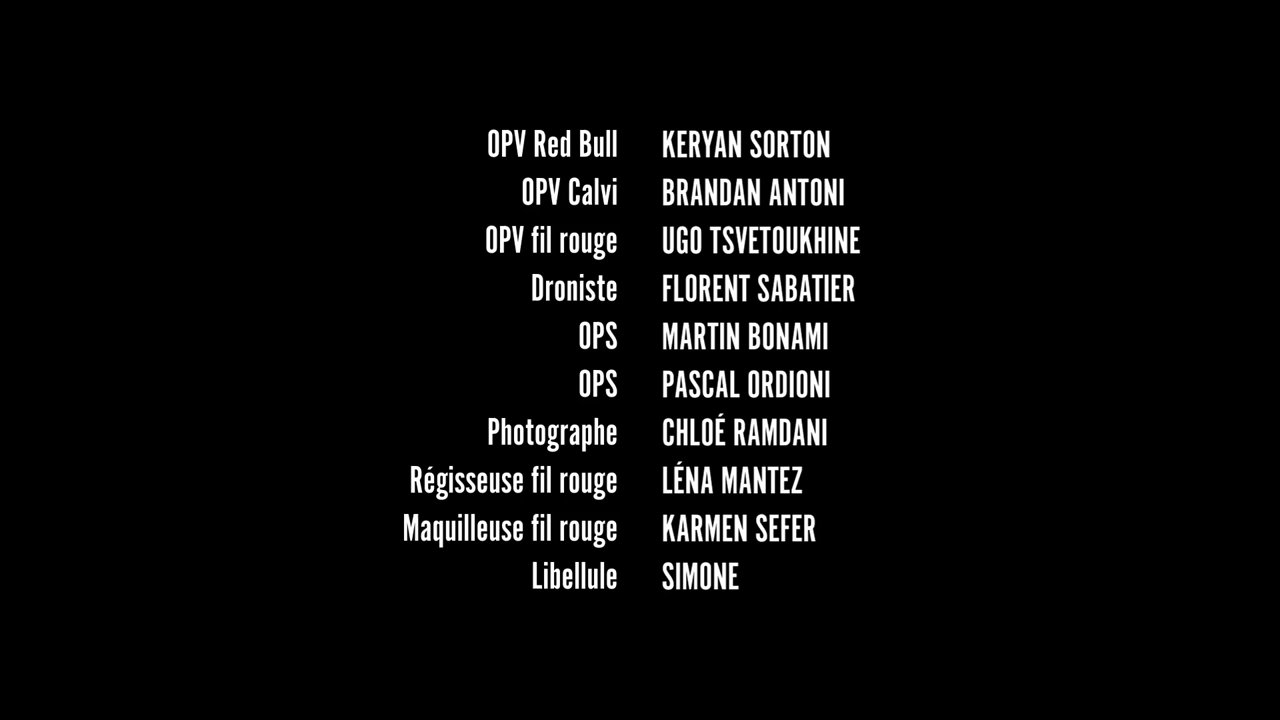 OPV Red Bull KERYAN SORTON
OPV Calvi BRANDAN ANTONI
OPV fil rouge UGO TSVETOUKHINE
Droniste FLORENT SABATIER
OPS MARTIN BONAMI
OPS PASCAL ORDIONI
Photographe CHLOÉ RAMDANI
Régisseuse fil rouge LÉNA MANTEZ
Maquilleuse fil rouge KARMEN SEFER
Libellule SIMONE